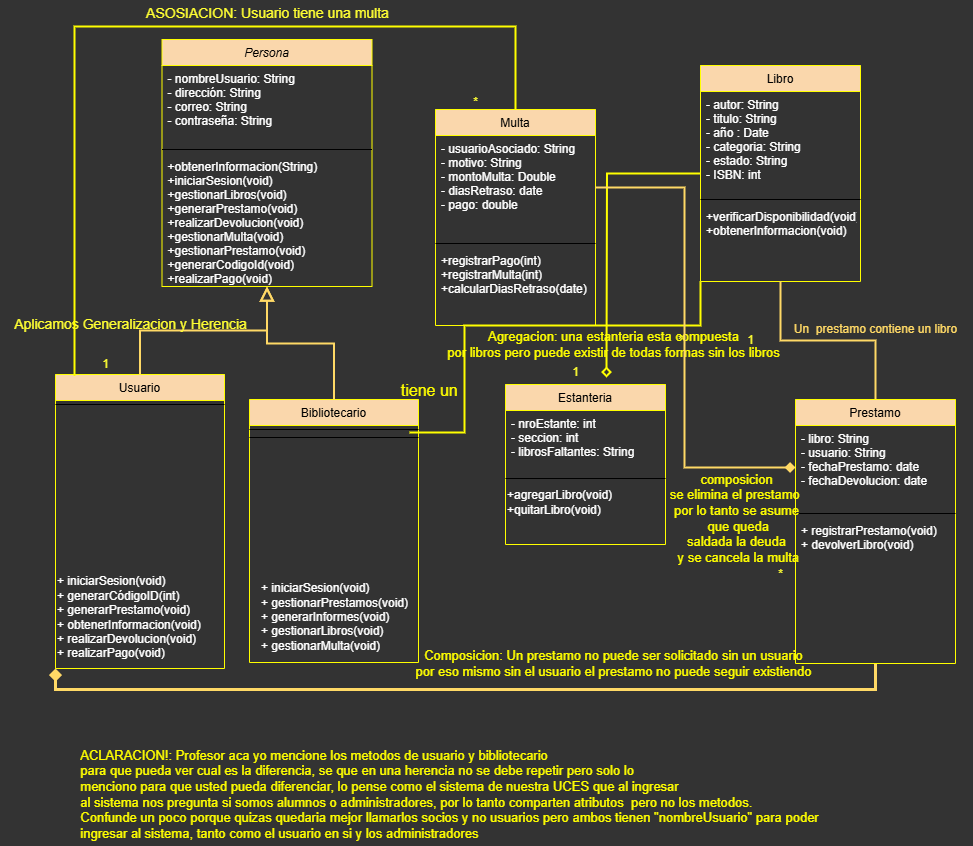 ASOSIACION: Usuario tiene una multa
Persona
- nombreUsuario: String
- dirección: String
- correo: String
- contraseña: String
+obtenerInformacion(String)
+iniciarSesion(void)
+gestionarLibros(void)
+generarPrestamo(void)
+realizarDevolucion(void)
+gestionarMulta(void)
+gestionarPrestamo(void)
+generarCodigoId(void)
+realizarPago(void)
*
Multa
- usuarioAsociado: String
- motivo: String
- montoMulta: Double
- diasRetraso: date
- pago: double
+registrarPago(int)
+registrarMulta(int)
+calcularDiasRetraso(date)
Libro
- autor: String
- titulo: String
- año : Date
- categoria: String
- estado: String
- ISBN: int
+verificarDisponibilidad(void
+obtenerInformacion(void)
Aplicamos Generalizacion y Herencia
Agregacion: una estanteria esta compuesta
por libros pero puede existir de todas formas sin los libros
1
1
Un  prestamo contiene un libro
1
Usuario
+ iniciarSesion(void)
+ generarCódigoID(int)
+ generarPrestamo(void)
+ obtenerInformacion(void)
+ realizarDevolucion(void)
+ realizarPago(void)
tiene un
Bibliotecario
+ iniciarSesion(void)
+ gestionarPrestamos(void)
+ generarInformes(void)
+ gestionarLibros(void)
+ gestionarMulta(void)
Estanteria
- nroEstante: int
- seccion: int
- librosFaltantes: String
+agregarLibro(void)
+quitarLibro(void)
Prestamo
- libro: String
- usuario: String
- fechaPrestamo: date
- fechaDevolucion: date
+ registrarPrestamo(void)
+ devolverLibro(void)
composicion
se elimina el prestamo
por lo tanto se asume
que queda
saldada la deuda
y se cancela la multa
*
Composicion: Un prestamo no puede ser solicitado sin un usuario
por eso mismo sin el usuario el prestamo no puede seguir existiendo
ACLARACION!: Profesor aca yo mencione los metodos de usuario y bibliotecario
para que pueda ver cual es la diferencia, se que en una herencia no se debe repetir pero solo lo
menciono para que usted pueda diferenciar, lo pense como el sistema de nuestra UCES que al ingresar
al sistema nos pregunta si somos alumnos o administradores, por lo tanto comparten atributos  pero no los metodos.
Confunde un poco porque quizas quedaria mejor llamarlos socios y no usuarios pero ambos tienen "nombreUsuario" para poder
ingresar al sistema, tanto como el usuario en si y los administradores